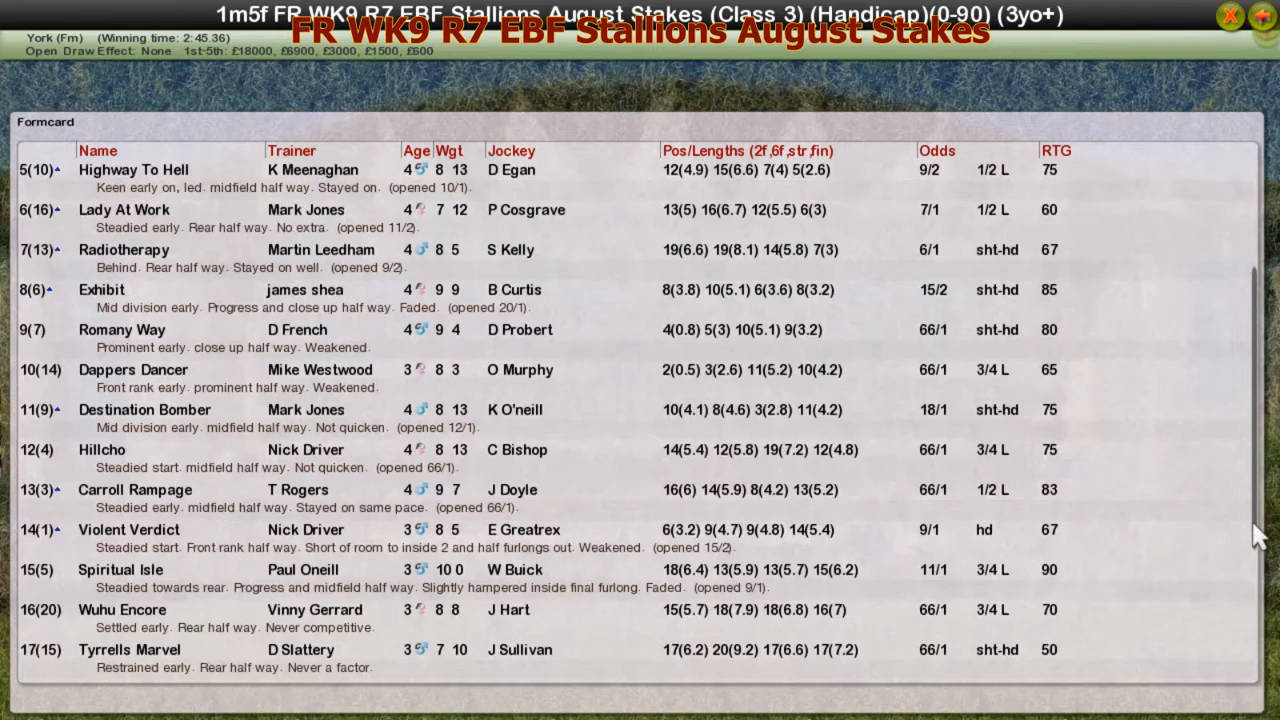 1m5f FR WK9 R7 EBF Stallions August Stakes (Class 3) (Handicap)(0-90) (3yo+)
FR WK9 R7 EBF Stallions August Stakes
York (Fm) (Winning time: 2:45.36)
Open Draw Effect: None 1st-5th: £18000, £6900, £3000, £1500, £600
Formcard
Name Trainer Age Wgt Jockey Pos/Lengths (2f,6f,str,fin) Odds RTG
5(10) Highway To Hell K Meenaghan 4 8 13 D Egan 12(4.9) 15(6.6) 7(4) 5(2.6) 9/2 1/2 L 75
Keen early on, led. midfield half way. Stayed on. (opened 10/1).
6(16) Lady At Work Mark Jones 4 7 12 P Cosgrave 13(5) 16(6.7) 12(5.5) 6(3) 7/1 1/2 L 60
Steadied early. Rear half way. No extra. (opened 11/2).
7(13) Radiotherapy Martin Leedham 4 8 5 S Kelly 19(6.6) 19(8.1) 14(5.8) 7(3) 6/1 sht-hd 67
Behind. Rear half way. Stayed on well. (opened 9/2).
8(6) Exhibit james shea 4 9 9 B Curtis 8(3.8) 10(5.1) 6(3.6) 8(3.2) 15/2 sht-hd 85
Mid division early. Progress and close up half way. Faded. (opened 20/1).
9(7) Romany Way D French 4 9 4 D Probert 4(0.8) 5(3) 10(5.1) 9(3.2) 66/1 sht-hd 80
Prominent early. close up half way. Weakened.
10(14) Dappers Dancer Mike Westwood 3 8 3 O Murphy 2(0.5) 3(2.6) 11(5.2) 10(4.2) 66/1 3/4 L 65
Front rank early. prominent half way. Weakened.
11(9) Destination Bomber Mark Jones 4 8 13 K O'neill 10(4.1) 8(4.6) 3(2.8) 11(4.2) 18/1 sht-hd 75
Mid division early. midfield half way. Not quicken. (opened 12/1).
12(4) Hillcho Nick Driver 4 8 13 C Bishop 14(5.4) 12(5.8) 19(7.2) 12(4.8) 66/1 3/4 L 75
Steadied start. midfield half way. Not quicken. (opened 66/1).
13(3) Carroll Rampage T Rogers 4 9 7 J Doyle 16(6) 14(5.9) 8(4.2) 13(5.2) 66/1 1/2 L 83
Steadied early. midfield half way. Stayed on same pace. (opened 66/1).
14(1) Violent Verdict Nick Driver 3 8 5 E Greatrex 6(3.2) 9(4.7) 9(4.8) 14(5.4) 9/1 hd 67
Steadied start. Front rank half way. Short of room to inside 2 and half furlongs out. Weakened. (opened 15/2).
15(5) Spiritual Isle Paul Oneill 3 10 0 W Buick 18(6.4) 13(5.9) 13(5.7) 15(6.2) 11/1 3/4 L 90
Steadied towards rear. Progress and midfield half way. Slightly hampered inside final furlong. Faded. (opened 9/1).
16(20) Wuhu Encore Vinny Gerrard 3 8 8 J Hart 15(5.7) 18(7.9) 18(6.8) 16(7) 66/1 3/4 L 70
Settled early. Rear half way. Never competitive.
17(15) Tyrrells Marvel D Slattery 3 7 10 J Sullivan 17(6.2) 20(9.2) 17(6.6) 17(7.2) 66/1 sht-hd 50
Restrained early. Rear half way. Never a factor.